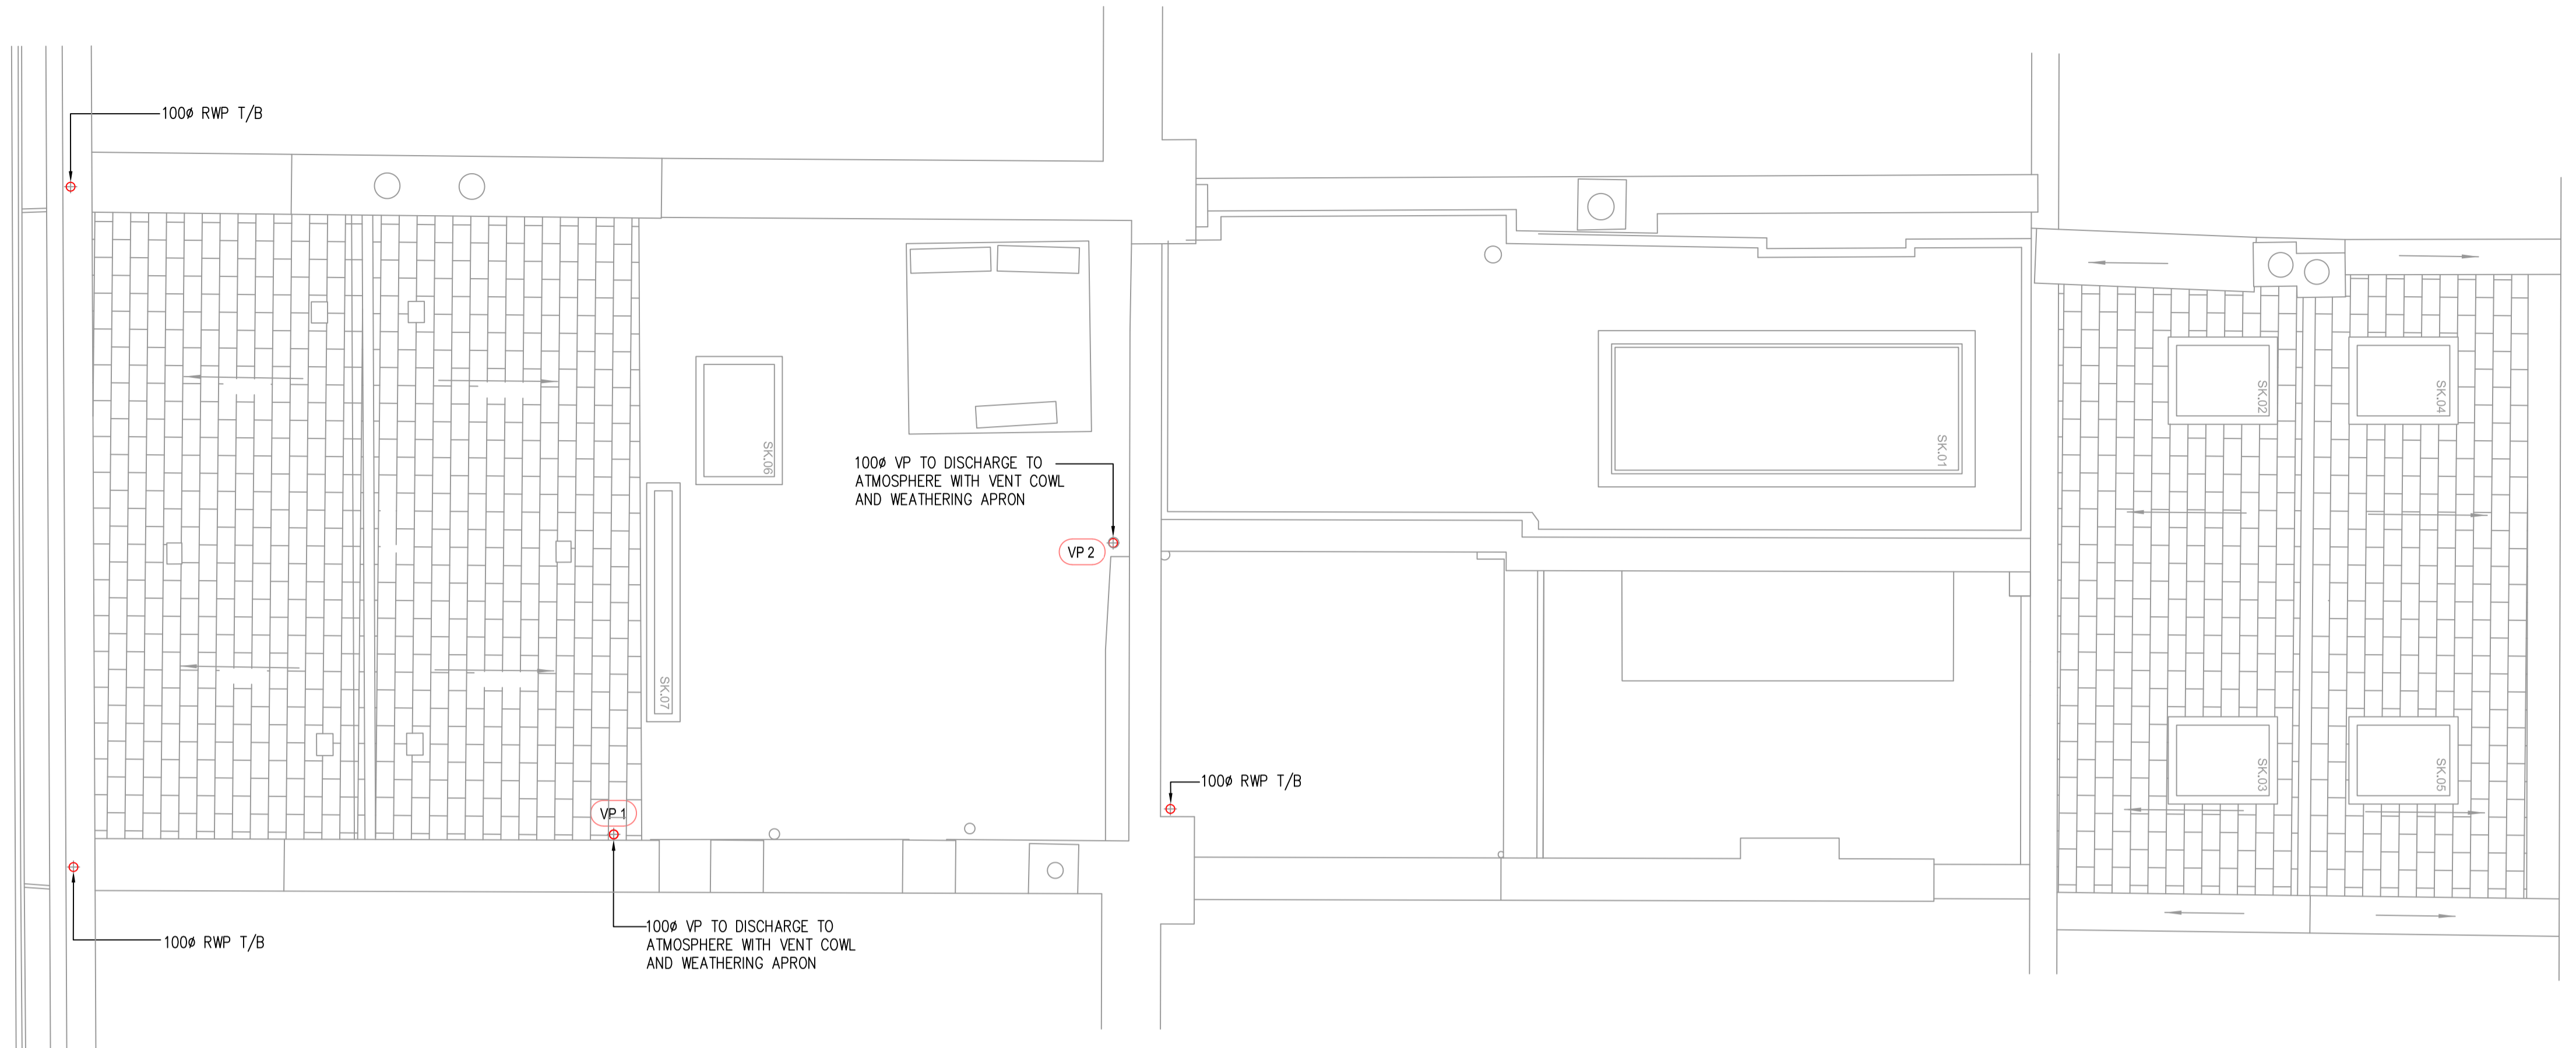 100ø RWP T/B
SK.02
SK.04
SK.01
SK.06
100ø VP TO DISCHARGE TO
ATMOSPHERE WITH VENT COWL
AND WEATHERING APRON
VP 2
SK.07
SK.03
SK.05
100ø RWP T/B
VP 1
100ø RWP T/B
100ø VP TO DISCHARGE TO
ATMOSPHERE WITH VENT COWL
AND WEATHERING APRON